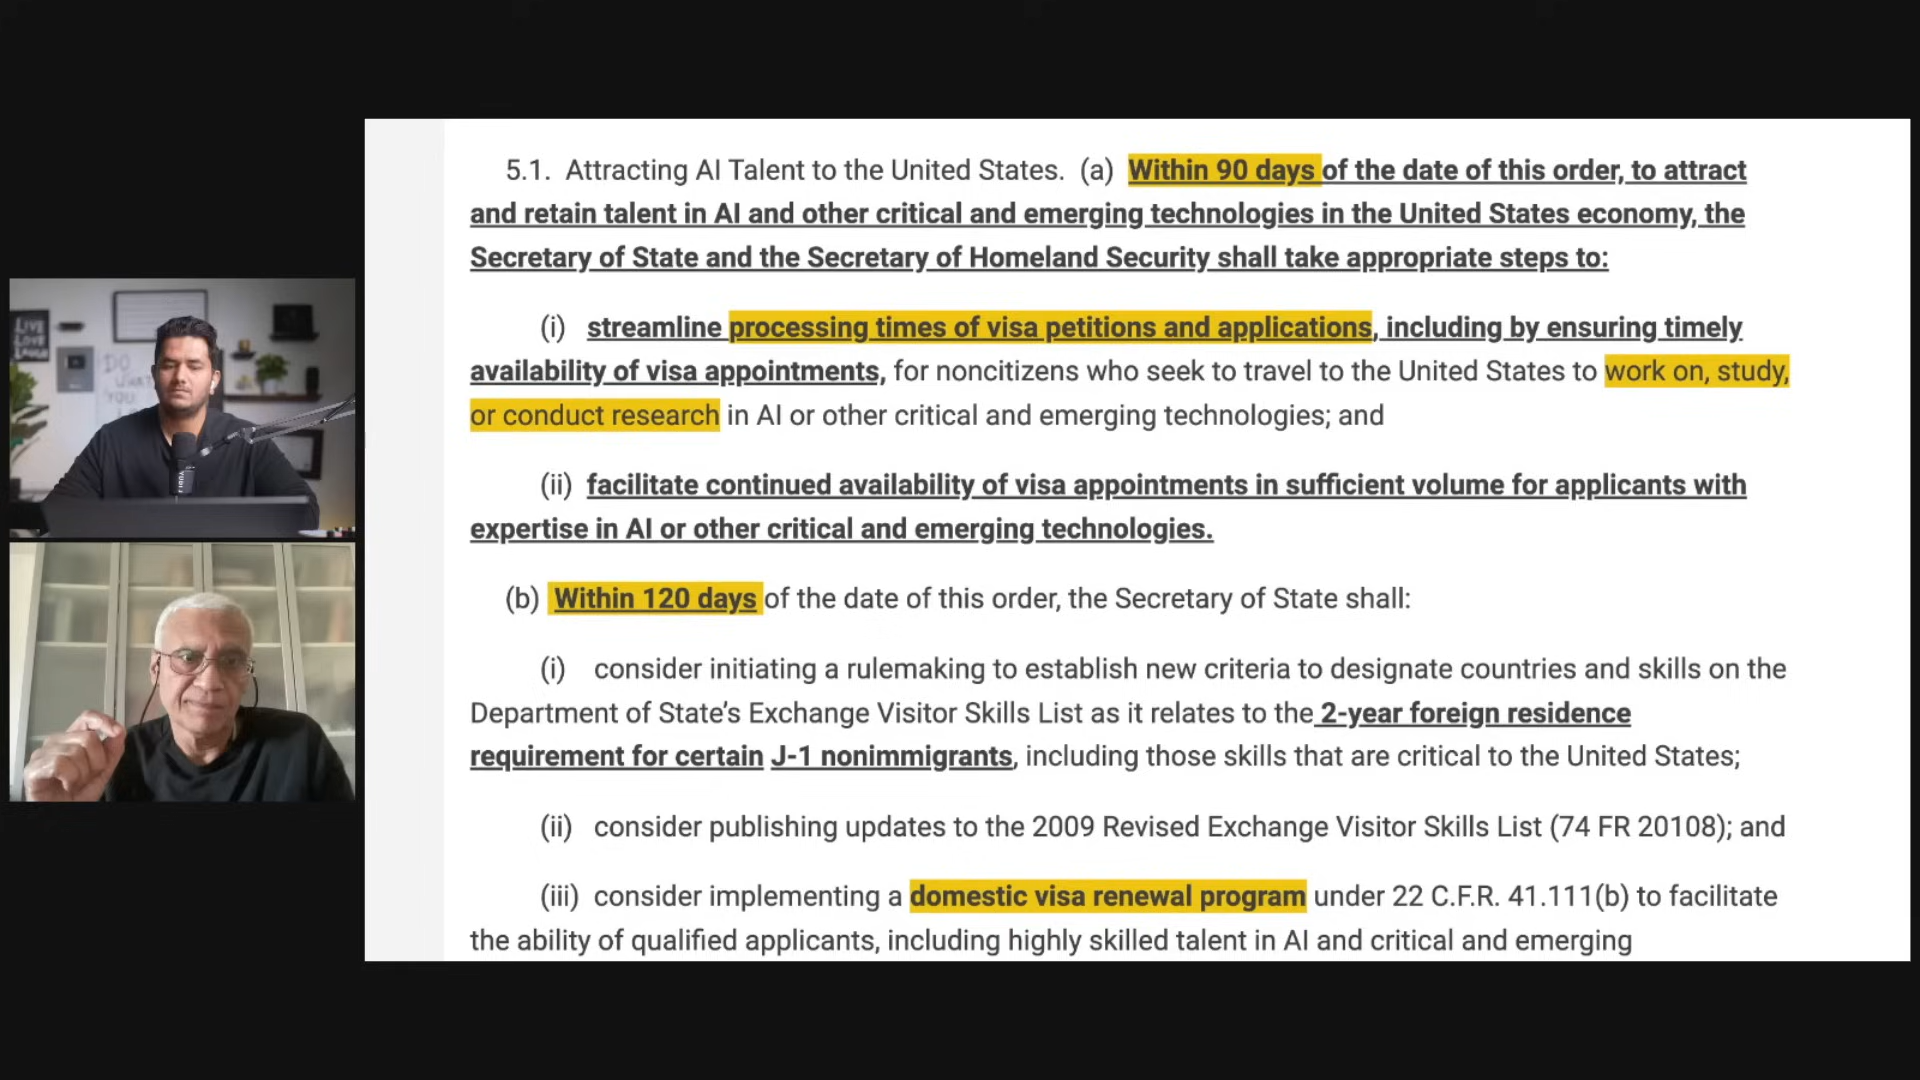 5.1. Attracting AI Talent to the United States. (a) Within 90 days of the date of this order, to attract
and retain talent in AI and other critical and emerging technologies in the United States economy, the
Secretary of State and the Secretary of Homeland Security shall take appropriate steps to:
(i) streamline processing times of visa petitions and applications, including by ensuring timely
availability of visa appointments, for noncitizens who seek to travel to the United States to work on, study,
or conduct research in AI or other critical and emerging technologies; and
(ii) facilitate continued availability of visa appointments in sufficient volume for applicants with
expertise in AI or other critical and emerging technologies.
(b) Within 120 days of the date of this order, the Secretary of State shall:
(i) consider initiating a rulemaking to establish new criteria to designate countries and skills on the
Department of State’s Exchange Visitor Skills List as it relates to the 2-year foreign residence
requirement for certain J-1 nonimmigrants, including those skills that are critical to the United States;
(ii) consider publishing updates to the 2009 Revised Exchange Visitor Skills List (74 FR 20108); and
(iii) consider implementing a domestic visa renewal program under 22 C.F.R. 41.111(b) to facilitate
the ability of qualified applicants, including highly skilled talent in AI and critical and emerging
LIVE
LOVE
LAUGH
DO
WHAT
YOU